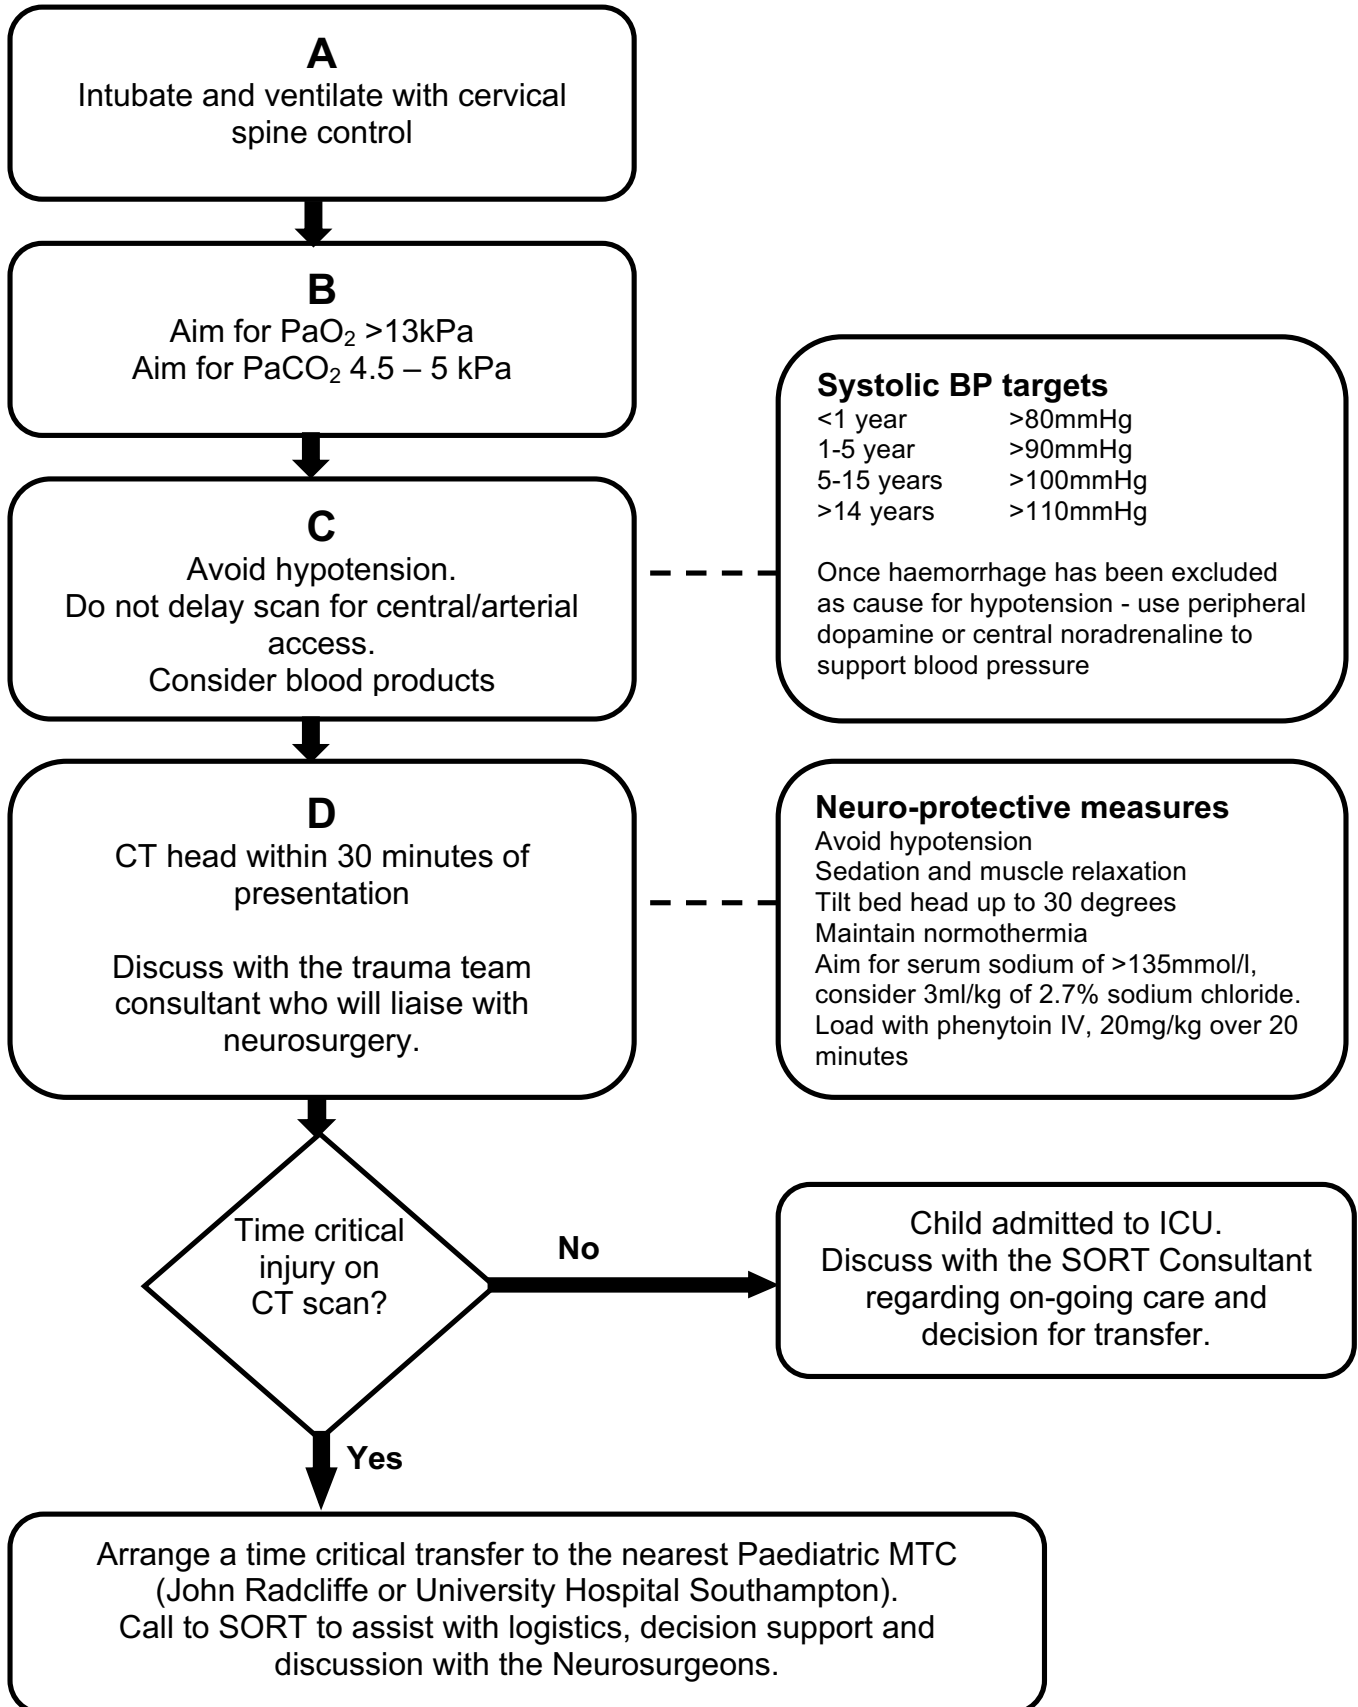 A
Intubate and ventilate with cervical
spine control
B
Aim for PaO₂ >13kPa
Aim for PaCO₂ 4.5 – 5 kPa
C
Avoid hypotension.
Do not delay scan for central/arterial
access.
Consider blood products
Systolic BP targets
<1 year >80mmHg
1-5 year >90mmHg
5-15 years >100mmHg
>14 years >110mmHg
Once haemorrhage has been excluded
as cause for hypotension - use peripheral
dopamine or central noradrenaline to
support blood pressure
D
CT head within 30 minutes of
presentation
Discuss with the trauma team
consultant who will liaise with
neurosurgery.
Neuro-protective measures
Avoid hypotension
Sedation and muscle relaxation
Tilt bed head up to 30 degrees
Maintain normothermia
Aim for serum sodium of >135mmol/l,
consider 3ml/kg of 2.7% sodium chloride.
Load with phenytoin IV, 20mg/kg over 20
minutes
Time critical
injury on
CT scan?
No
Child admitted to ICU.
Discuss with the SORT Consultant
regarding on-going care and
decision for transfer.
Yes
Arrange a time critical transfer to the nearest Paediatric MTC
(John Radcliffe or University Hospital Southampton).
Call to SORT to assist with logistics, decision support and
discussion with the Neurosurgeons.